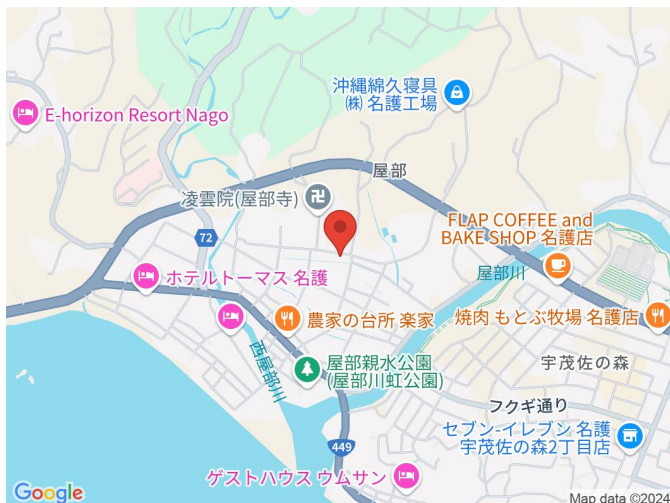 沖縄綿久寝具
㈱ 名護工場
E-horizon Resort Nago
屋部
凌雲院(屋部寺)
FLAP COFFEE and
BAKE SHOP 名護店
72
屋部川
ホテルトーマス 名護
農家の台所 楽家
焼肉 もとぶ牧場 名護店
西屋部川
屋部親水公園
(屋部川虹公園)
宇茂佐の森
フクギ通り
セブン-イレブン 名護
宇茂佐の森2丁目店
449
ゲストハウス ウムサン
Google
Map data ©2024